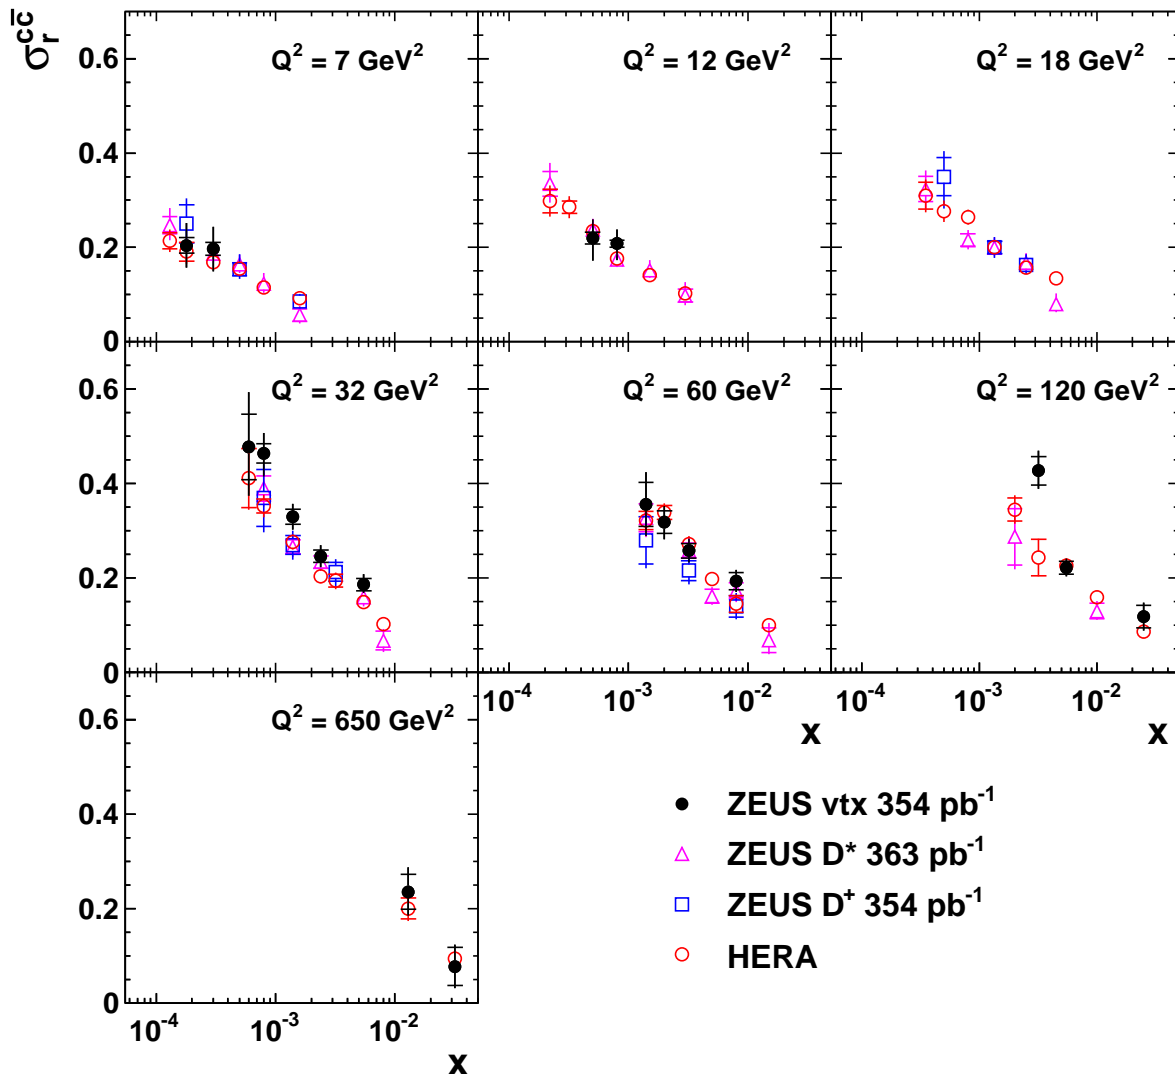 σ_r^{cc̄}
Q² = 7 GeV²
Q² = 12 GeV²
Q² = 18 GeV²
0.6
0.4
0.2
0
Q² = 32 GeV²
Q² = 60 GeV²
Q² = 120 GeV²
0.6
0.4
0.2
0
10⁻⁴ 10⁻³ 10⁻² x
10⁻⁴ 10⁻³ 10⁻² x
Q² = 650 GeV²
0.6
0.4
0.2
0
10⁻⁴ 10⁻³ 10⁻²
x
ZEUS vtx 354 pb⁻¹
ZEUS D* 363 pb⁻¹
ZEUS D⁺ 354 pb⁻¹
HERA